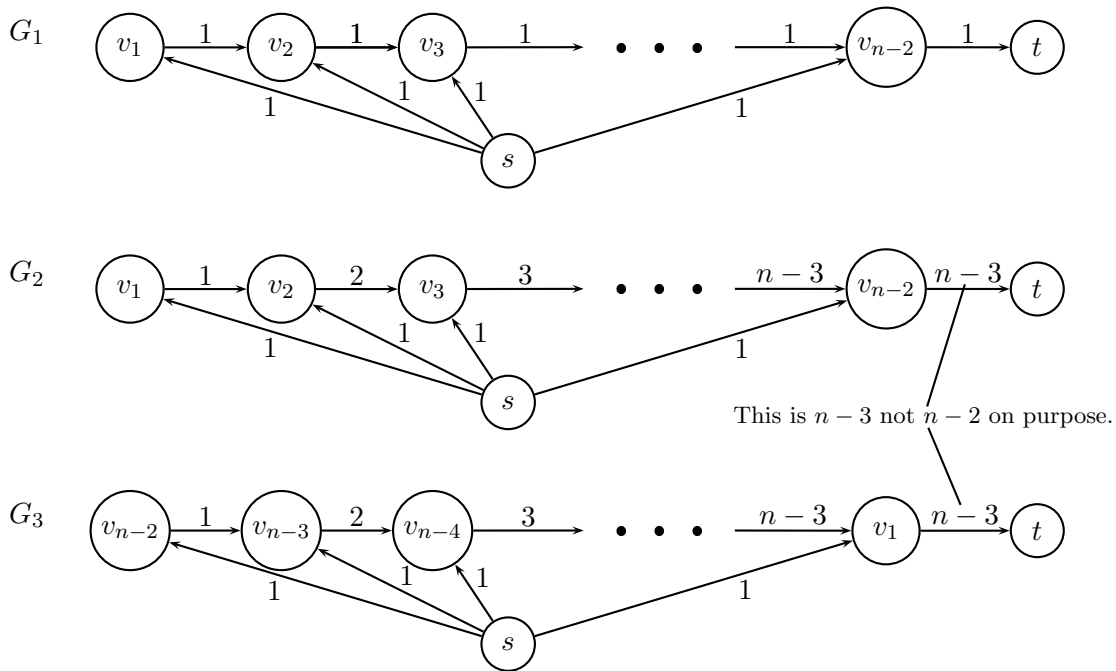 G₁
v₁ 1 v₂ 1 v₃ 1 • • • 1 vₙ₋₂ 1 t
1 1 1 1
s
G₂
v₁ 1 v₂ 2 v₃ 3 • • • n − 3 vₙ₋₂ n − 3 t
1 1 1 1
s
This is n − 3 not n − 2 on purpose.
G₃
vₙ₋₂ 1 vₙ₋₃ 2 vₙ₋₄ 3 • • • n − 3 v₁ n − 3 t
1 1 1 1
s